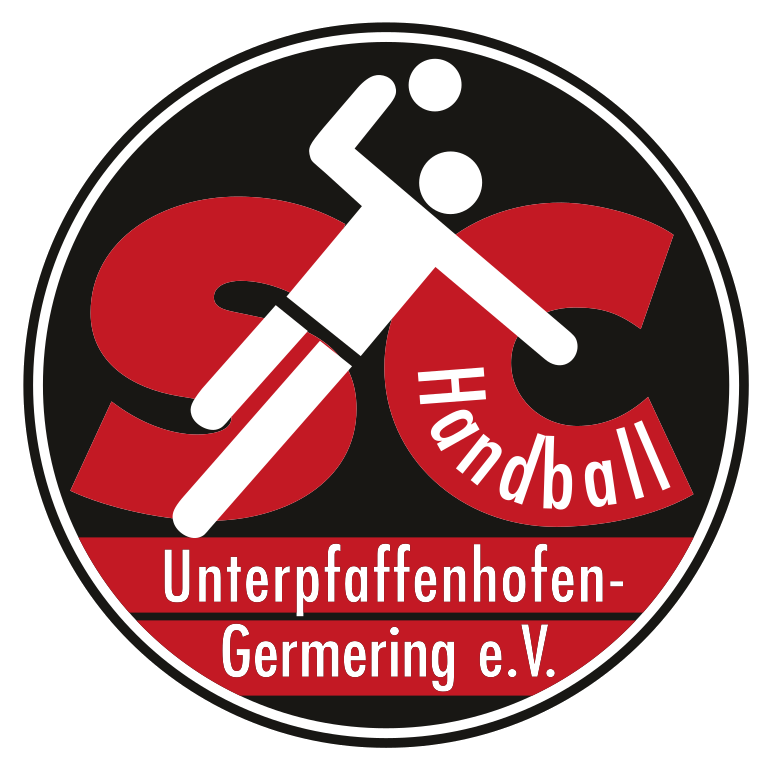 SC
Handball
Unterpfaffenhofen-
Germering e.V.